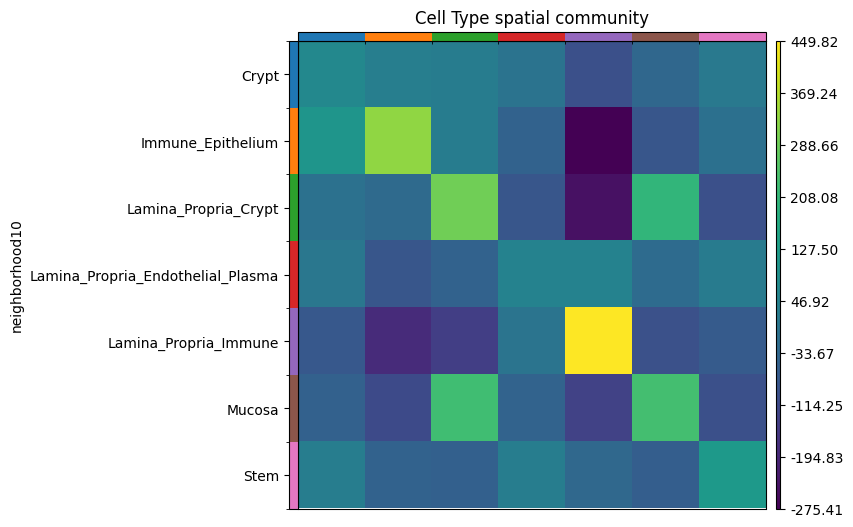 Cell Type spatial community
neighborhood10
Crypt
Immune_Epithelium
Lamina_Propria_Crypt
Lamina_Propria_Endothelial_Plasma
Lamina_Propria_Immune
Mucosa
Stem
449.82
369.24
288.66
208.08
127.50
46.92
-33.67
-114.25
-194.83
-275.41